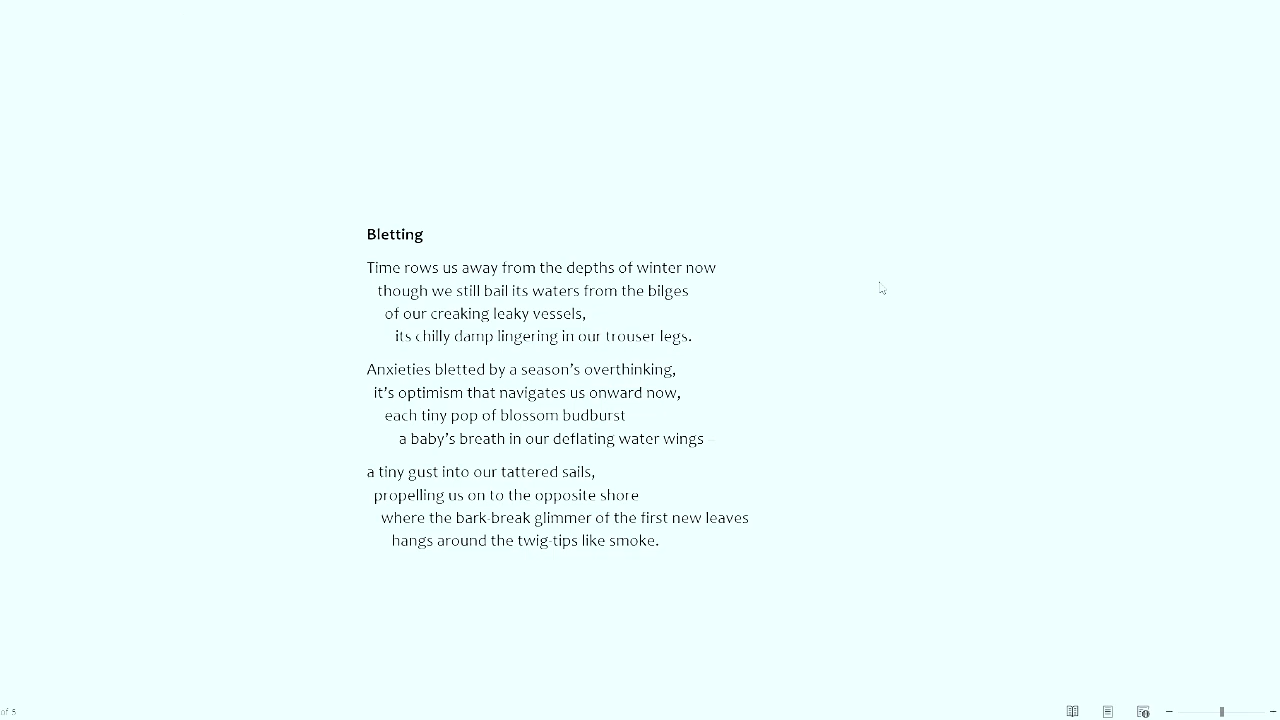 Bletting
Time rows us away from the depths of winter now
though we still bail its waters from the bilges
of our creaking leaky vessels,
its chilly damp lingering in our trouser legs.
Anxieties bletted by a season’s overthinking,
it’s optimism that navigates us onward now,
each tiny pop of blossom budburst
a baby’s breath in our deflating water wings –
a tiny gust into our tattered sails,
propelling us on to the opposite shore
where the bark-break glimmer of the first new leaves
hangs around the twig-tips like smoke.
of 5